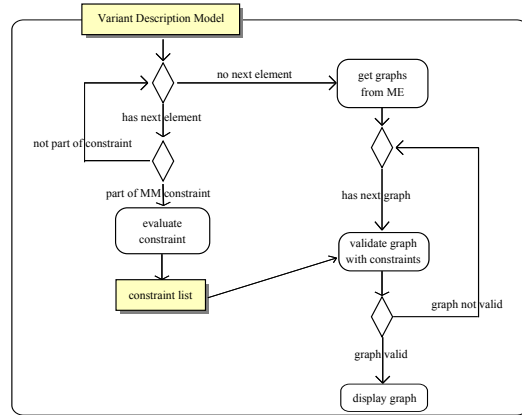 Variant Description Model
no next element
get graphs
from ME
has next element
not part of constraint
part of MM constraint
has next graph
evaluate
constraint
validate graph
with constraints
constraint list
graph not valid
graph valid
display graph